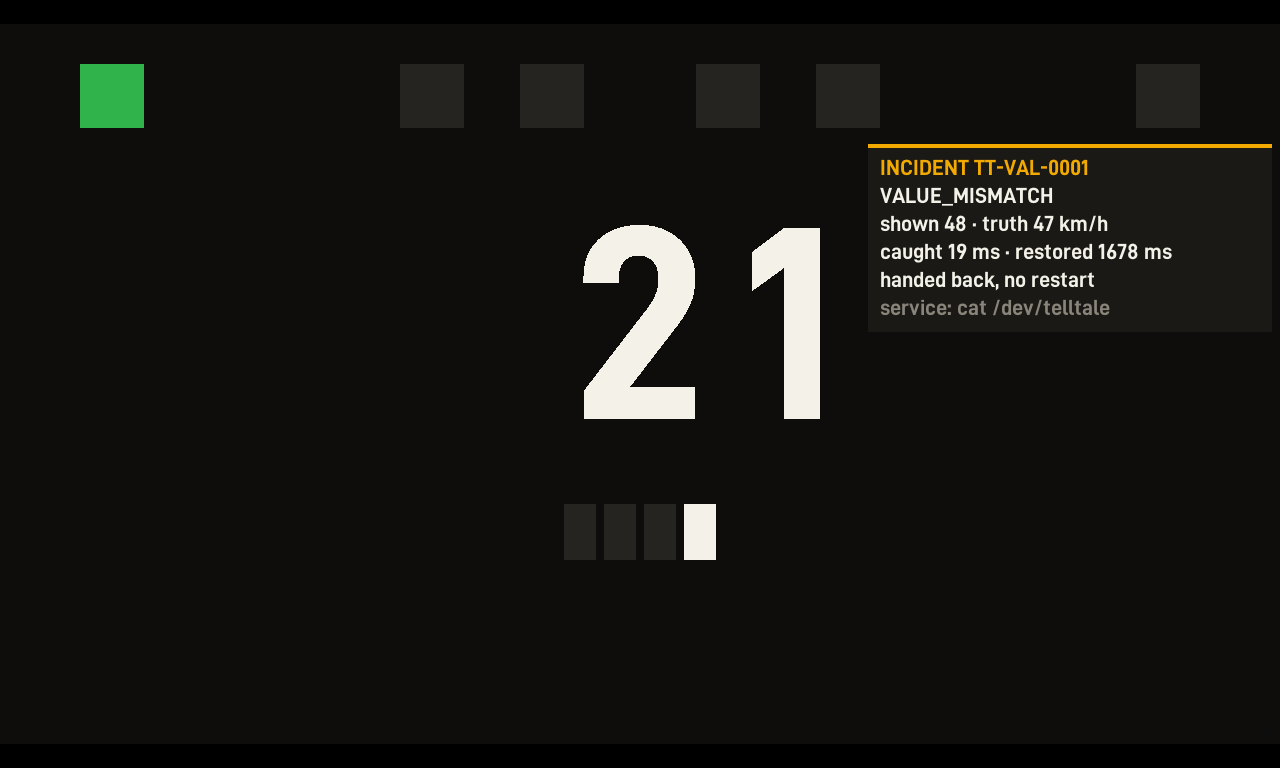 21
INCIDENT TT-VAL-0001
VALUE_MISMATCH
shown 48 · truth 47 km/h
caught 19 ms · restored 1678 ms
handed back, no restart
service: cat /dev/telltale